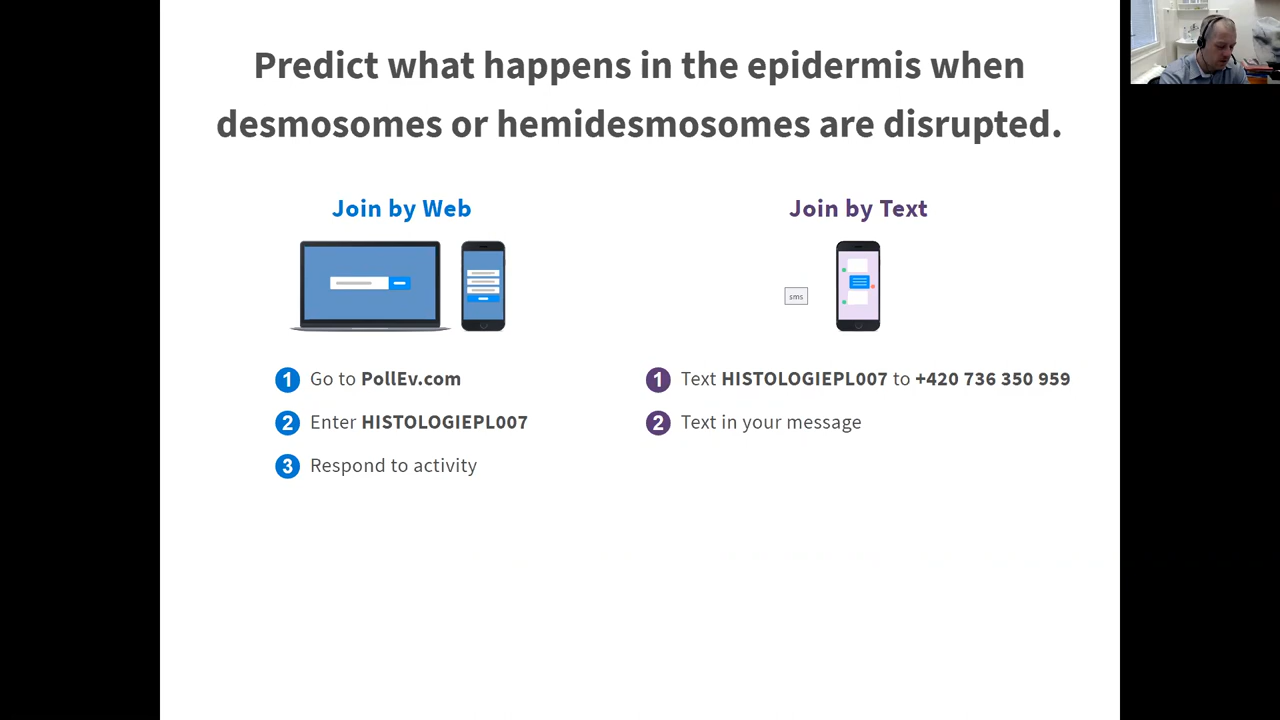 Predict what happens in the epidermis when
desmosomes or hemidesmosomes are disrupted.
Join by Web
1 Go to PollEv.com
2 Enter HISTOLOGIEPL007
3 Respond to activity
Join by Text
sms
1 Text HISTOLOGIEPL007 to +420 736 350 959
2 Text in your message